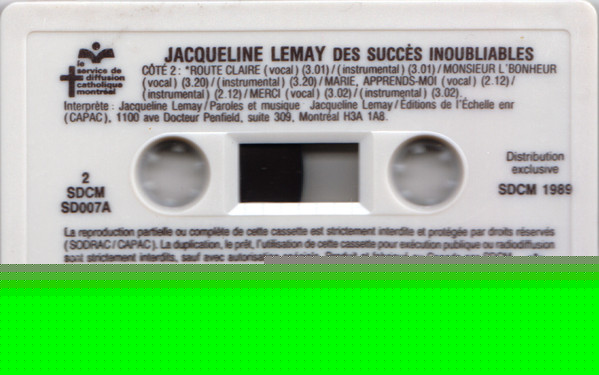 JACQUELINE LEMAY DES SUCCÈS INOUBLIABLES
le
service de
diffusion
catholique
montréal
CÔTÉ 2: *ROUTE CLAIRE (vocal) (3.01)/(instrumental) (3.01)/MONSIEUR L'BONHEUR
(vocal) (3.20)/(instrumental) (3.20)/MARIE, APPRENDS-MOI (vocal) (2.12)/
(instrumental) (2.12)/MERCI (vocal) (3.02)/(instrumental) (3.02).
Interprète: Jacqueline Lemay/Paroles et musique Jacqueline Lemay/Éditions de l'Échelle enr
(CAPAC), 1100 ave Docteur Penfield, suite 309, Montréal H3A 1A8.
2
SDCM
SD007A
Distribution
exclusive
SDCM 1989
La reproduction partielle ou complète de cette cassette est strictement interdite et protégée par droits réservés
(SODRAC/CAPAC). La duplication, le prêt, l'utilisation de cette cassette pour exécution publique ou radiodiffusion
sont strictement interdits, sauf avec autorisation